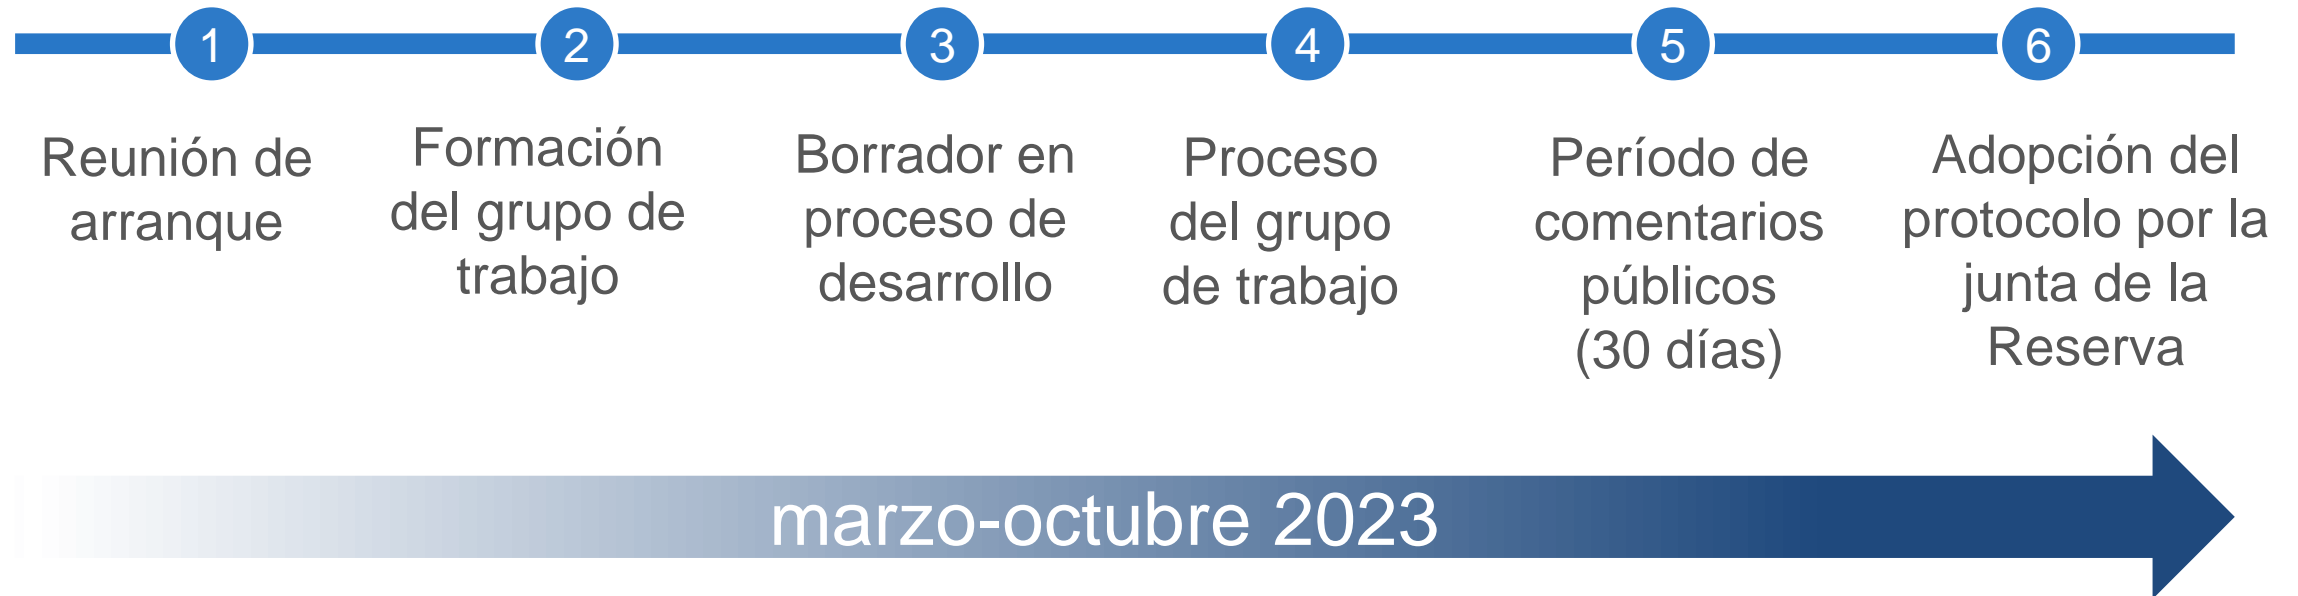 1
2
3
4
5
6
Reunión de
arranque
Formación
del grupo de
trabajo
Borrador en
proceso de
desarrollo
Proceso
del grupo
de trabajo
Período de
comentarios
públicos
(30 días)
Adopción del
protocolo por la
junta de la
Reserva
marzo-octubre 2023